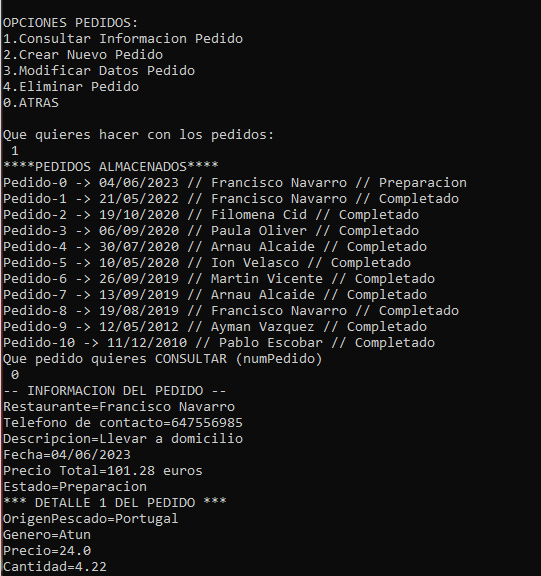 OPCIONES PEDIDOS:
1.Consultar Informacion Pedido
2.Crear Nuevo Pedido
3.Modificar Datos Pedido
4.Eliminar Pedido
0.ATRAS
Que quieres hacer con los pedidos:
1
****PEDIDOS ALMACENADOS****
Pedido-0 -> 04/06/2023 // Francisco Navarro // Preparacion
Pedido-1 -> 21/05/2022 // Francisco Navarro // Completado
Pedido-2 -> 19/10/2020 // Filomena Cid // Completado
Pedido-3 -> 06/09/2020 // Paula Oliver // Completado
Pedido-4 -> 30/07/2020 // Arnau Alcaide // Completado
Pedido-5 -> 10/05/2020 // Ion Velasco // Completado
Pedido-6 -> 26/09/2019 // Martin Vicente // Completado
Pedido-7 -> 13/09/2019 // Arnau Alcaide // Completado
Pedido-8 -> 19/08/2019 // Francisco Navarro // Completado
Pedido-9 -> 12/05/2012 // Ayman Vazquez // Completado
Pedido-10 -> 11/12/2010 // Pablo Escobar // Completado
Que pedido quieres CONSULTAR (numPedido)
0
-- INFORMACION DEL PEDIDO --
Restaurante=Francisco Navarro
Telefono de contacto=647556985
Descripcion=Llevar a domicilio
Fecha=04/06/2023
Precio Total=101.28 euros
Estado=Preparacion
*** DETALLE 1 DEL PEDIDO ***
OrigenPescado=Portugal
Genero=Atun
Precio=24.0
Cantidad=4.22